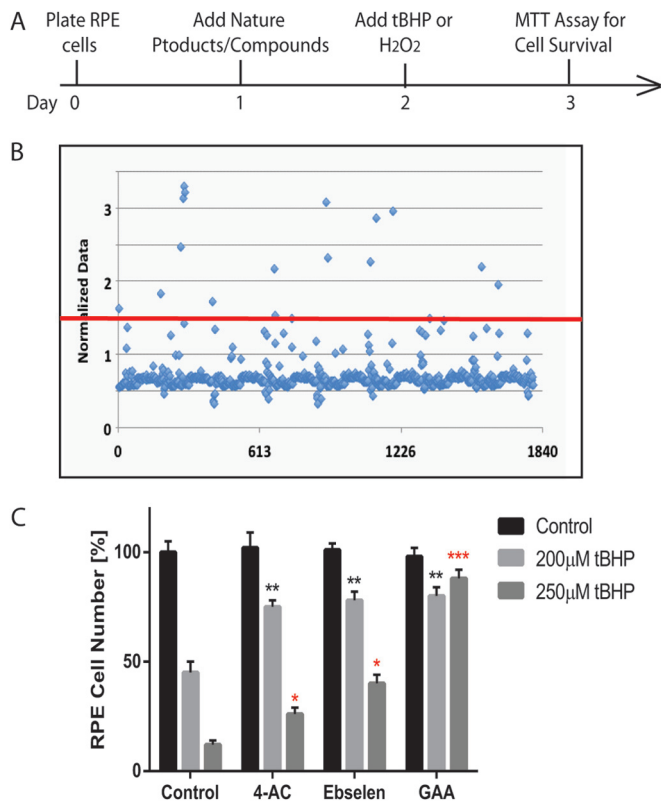 A
Plate RPE
cells
Add Nature
Ptoducts/Compounds
Add tBHP or
H2O2
MTT Assay for
Cell Survival
Day 0 1 2 3
B
Normalized Data
3
2
1
0
0 613 1226 1840
C
RPE Cell Number [%]
100
50
0
** ** ** ***
* *
Control 4-AC Ebselen GAA
Control
200μM tBHP
250μM tBHP